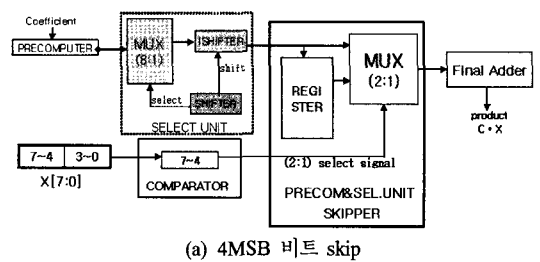 Coefficient
PRECOMPUTER
MUX
(8:1)
ISHIFTER
shift
select
SHIFTER
SELECT UNIT
REGI
STER
MUX
(2:1)
Final Adder
product
C * X
7~4 3~0
X[7:0]
7~4
COMPARATOR
(2:1) select signal
PRECOM&SEL.UNIT
SKIPPER
(a) 4MSB 비트 skip